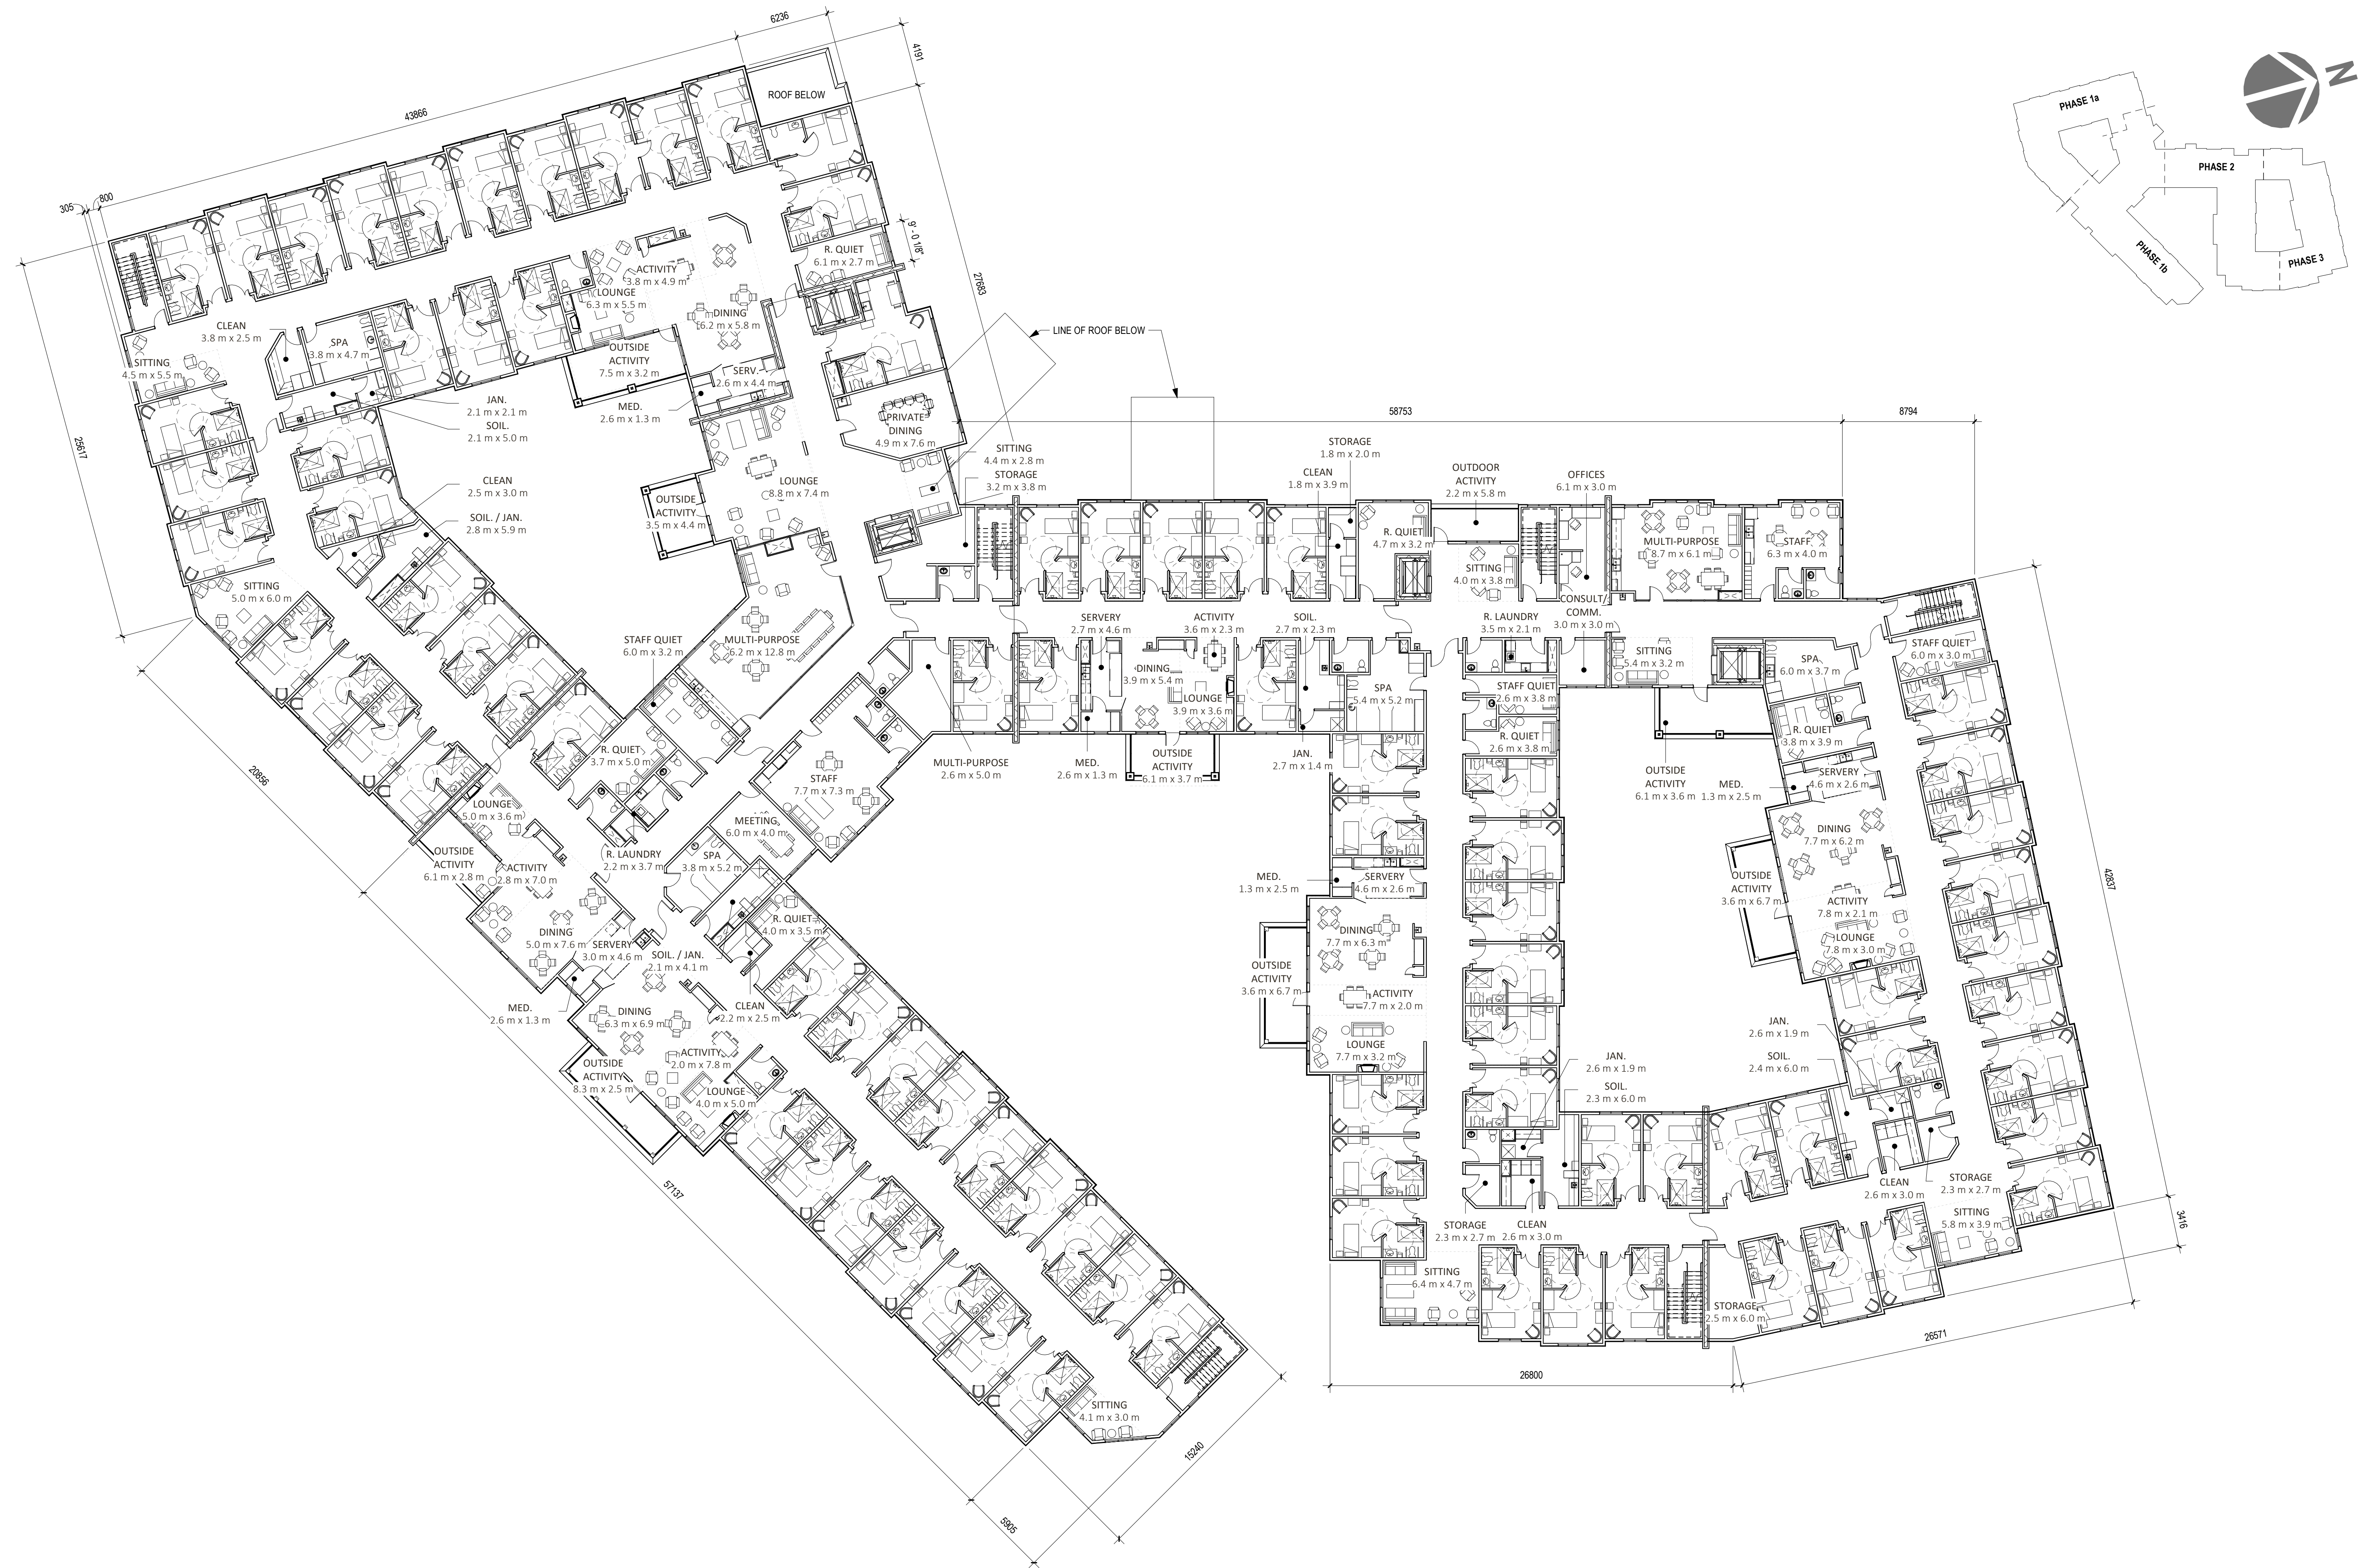 6236
4191
ROOF BELOW
43866
305
800
PHASE 1a
PHASE 2
PHASE 1b
PHASE 3
N
R. QUIET
6.1 m x 2.7 m
9' - 0 1/8"
27683
ACTIVITY
3.8 m x 4.9 m
LOUNGE
6.3 m x 5.5 m
DINING
6.2 m x 5.8 m
CLEAN
3.8 m x 2.5 m
SPA
3.8 m x 4.7 m
SITTING
4.5 m x 5.5 m
OUTSIDE
ACTIVITY
7.5 m x 3.2 m
SERV.
2.6 m x 4.4 m
MED.
2.6 m x 1.3 m
JAN.
2.1 m x 2.1 m
SOIL.
2.1 m x 5.0 m
LINE OF ROOF BELOW
PRIVATE
DINING
4.9 m x 7.6 m
25617
58753
8794
SITTING
4.4 m x 2.8 m
STORAGE
3.2 m x 3.8 m
STORAGE
1.8 m x 2.0 m
CLEAN
1.8 m x 3.9 m
OUTDOOR
ACTIVITY
2.2 m x 5.8 m
OFFICES
6.1 m x 3.0 m
CLEAN
2.5 m x 3.0 m
SOIL. / JAN.
2.8 m x 5.9 m
LOUNGE
8.8 m x 7.4 m
OUTSIDE
ACTIVITY
3.5 m x 4.4 m
R. QUIET
4.7 m x 3.2 m
SITTING
4.0 m x 3.8 m
MULTI-PURPOSE
8.7 m x 6.1 m
STAFF
6.3 m x 4.0 m
SITTING
5.0 m x 6.0 m
CONSULT/
COMM.
3.0 m x 3.0 m
R. LAUNDRY
3.5 m x 2.1 m
SERVERY
2.7 m x 4.6 m
ACTIVITY
3.6 m x 2.3 m
SOIL.
2.7 m x 2.3 m
STAFF QUIET
6.0 m x 3.2 m
MULTI-PURPOSE
6.2 m x 12.8 m
DINING
3.9 m x 5.4 m
LOUNGE
3.9 m x 3.6 m
SPA
5.4 m x 5.2 m
STAFF QUIET
2.6 m x 3.8 m
R. QUIET
2.6 m x 3.8 m
SITTING
5.4 m x 3.2 m
SPA
6.0 m x 3.7 m
STAFF QUIET
6.0 m x 3.0 m
R. QUIET
3.8 m x 3.9 m
R. QUIET
3.7 m x 5.0 m
STAFF
7.7 m x 7.3 m
MULTI-PURPOSE
2.6 m x 5.0 m
MED.
2.6 m x 1.3 m
OUTSIDE
ACTIVITY
6.1 m x 3.7 m
JAN.
2.7 m x 1.4 m
OUTSIDE
ACTIVITY
6.1 m x 3.6 m
MED.
1.3 m x 2.5 m
SERVERY
4.6 m x 2.6 m
20856
LOUNGE
5.0 m x 3.6 m
MEETING
6.0 m x 4.0 m
OUTSIDE
ACTIVITY
6.1 m x 2.8 m
ACTIVITY
2.8 m x 7.0 m
R. LAUNDRY
2.2 m x 3.7 m
SPA
3.8 m x 5.2 m
DINING
7.7 m x 6.2 m
42837
MED.
1.3 m x 2.5 m
SERVERY
4.6 m x 2.6 m
OUTSIDE
ACTIVITY
3.6 m x 6.7 m
ACTIVITY
7.8 m x 2.1 m
LOUNGE
7.8 m x 3.0 m
R. QUIET
4.0 m x 3.5 m
DINING
5.0 m x 7.6 m
SERVERY
3.0 m x 4.6 m
SOIL. / JAN.
2.1 m x 4.1 m
DINING
7.7 m x 6.3 m
OUTSIDE
ACTIVITY
3.6 m x 6.7 m
ACTIVITY
7.7 m x 2.0 m
MED.
2.6 m x 1.3 m
DINING
6.3 m x 6.9 m
CLEAN
2.2 m x 2.5 m
ACTIVITY
2.0 m x 7.8 m
LOUNGE
7.7 m x 3.2 m
OUTSIDE
ACTIVITY
8.3 m x 2.5 m
LOUNGE
4.0 m x 5.0 m
JAN.
2.6 m x 1.9 m
SOIL.
2.4 m x 6.0 m
JAN.
2.6 m x 1.9 m
SOIL.
2.3 m x 6.0 m
57137
CLEAN
2.6 m x 3.0 m
STORAGE
2.3 m x 2.7 m
SITTING
5.8 m x 3.9 m
3416
STORAGE
2.3 m x 2.7 m
CLEAN
2.6 m x 3.0 m
SITTING
6.4 m x 4.7 m
STORAGE
2.5 m x 6.0 m
26571
26800
SITTING
4.1 m x 3.0 m
15240
5905